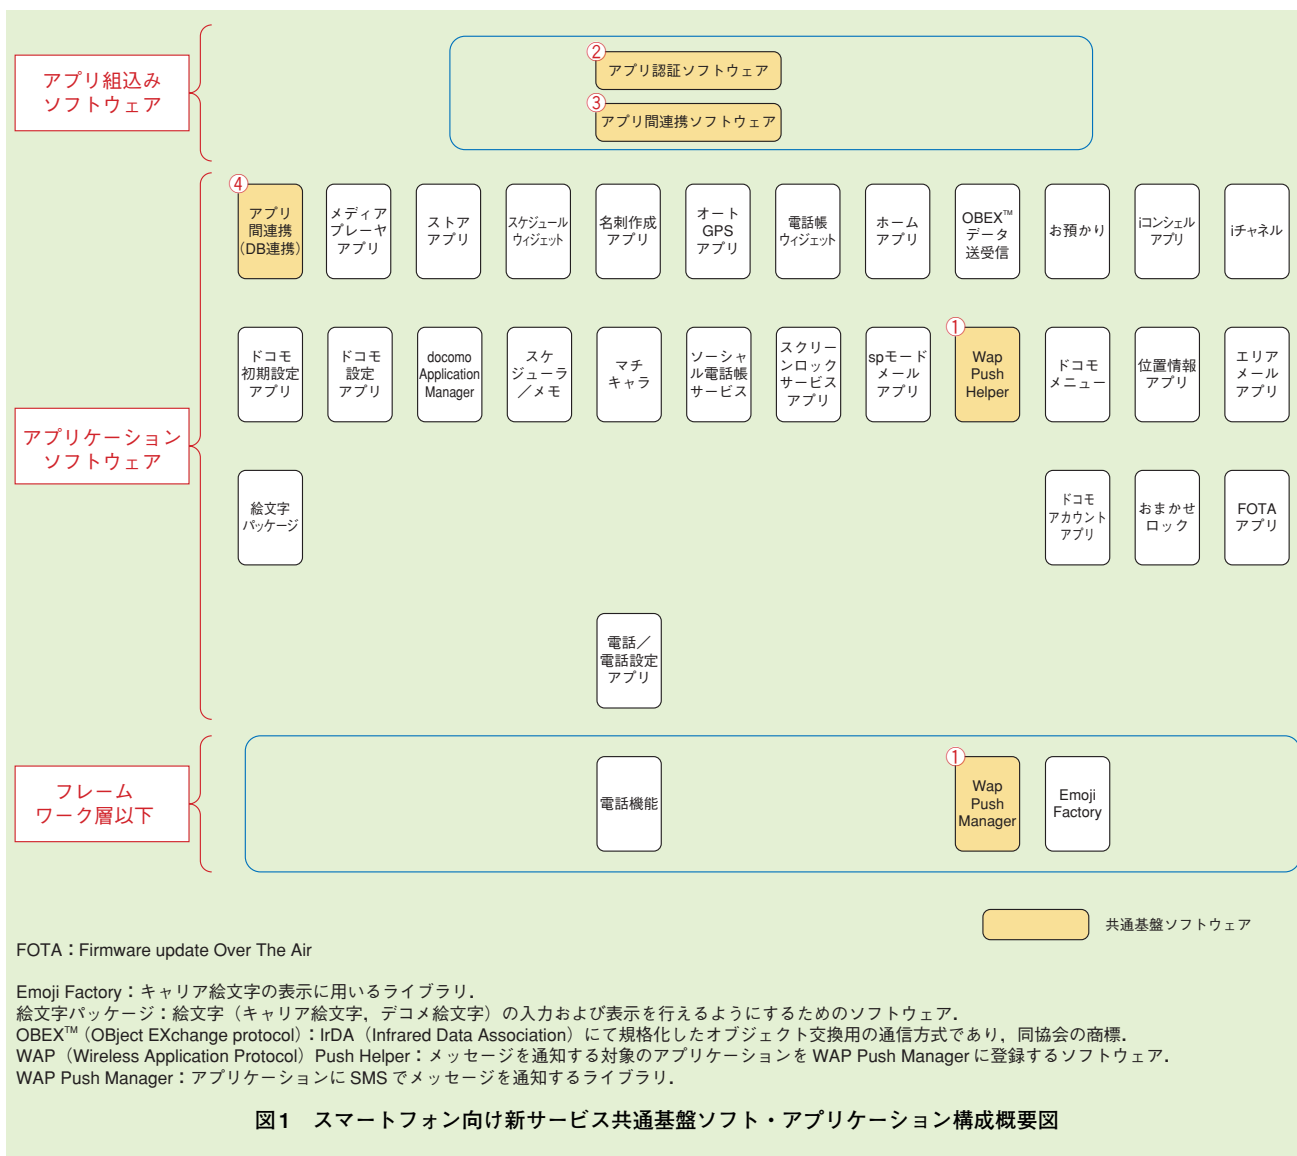 アプリ組込み
ソフトウェア
②
アプリ認証ソフトウェア
③
アプリ間連携ソフトウェア
アプリケーション
ソフトウェア
④
アプリ
間連携
(DB連携)
メディア
プレーヤ
アプリ
ストア
アプリ
スケジュール
ウィジェット
名刺作成
アプリ
オート
GPS
アプリ
電話帳
ウィジェット
ホーム
アプリ
OBEX™
データ
送受信
お預かり
iコンシェル
アプリ
iチャネル
ドコモ
初期設定
アプリ
ドコモ
設定
アプリ
docomo
Application
Manager
スケ
ジューラ
／メモ
マチ
キャラ
ソーシャ
ル電話帳
サービス
スクリー
ンロック
サービス
アプリ
spモード
メール
アプリ
①
Wap
Push
Helper
ドコモ
メニュー
位置情報
アプリ
エリア
メール
アプリ
絵文字
パッケージ
ドコモ
アカウント
アプリ
おまかせ
ロック
FOTA
アプリ
電話／
電話設定
アプリ
フレーム
ワーク層以下
電話機能
①
Wap
Push
Manager
Emoji
Factory
共通基盤ソフトウェア
FOTA：Firmware update Over The Air
Emoji Factory：キャリア絵文字の表示に用いるライブラリ．
絵文字パッケージ：絵文字（キャリア絵文字，デコメ絵文字）の入力および表示を行えるようにするためのソフトウェア．
OBEX™（OBject EXchange protocol）：IrDA（Infrared Data Association）にて規格化したオブジェクト交換用の通信方式であり，同協会の商標．
WAP（Wireless Application Protocol）Push Helper：メッセージを通知する対象のアプリケーションを WAP Push Manager に登録するソフトウェア．
WAP Push Manager：アプリケーションに SMS でメッセージを通知するライブラリ．
図1　スマートフォン向け新サービス共通基盤ソフト・アプリケーション構成概要図